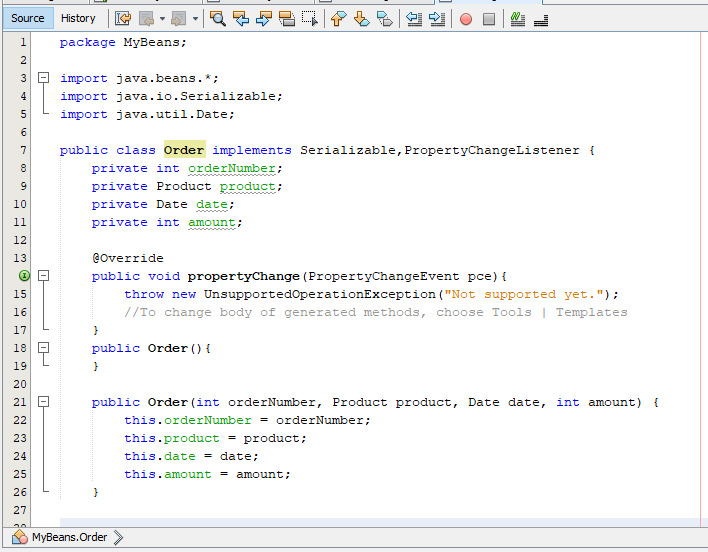 Source History
1 package MyBeans;
2
3 import java.beans.*;
4 import java.io.Serializable;
5 import java.util.Date;
6
7 public class Order implements Serializable,PropertyChangeListener {
8 private int orderNumber;
9 private Product product;
10 private Date date;
11 private int amount;
12
13 @Override
public void propertyChange(PropertyChangeEvent pce){
15 throw new UnsupportedOperationException("Not supported yet.");
16 //To change body of generated methods, choose Tools | Templates
17 }
18 public Order(){
19 }
20
21 public Order(int orderNumber, Product product, Date date, int amount) {
22 this.orderNumber = orderNumber;
23 this.product = product;
24 this.date = date;
25 this.amount = amount;
26 }
27
MyBeans.Order